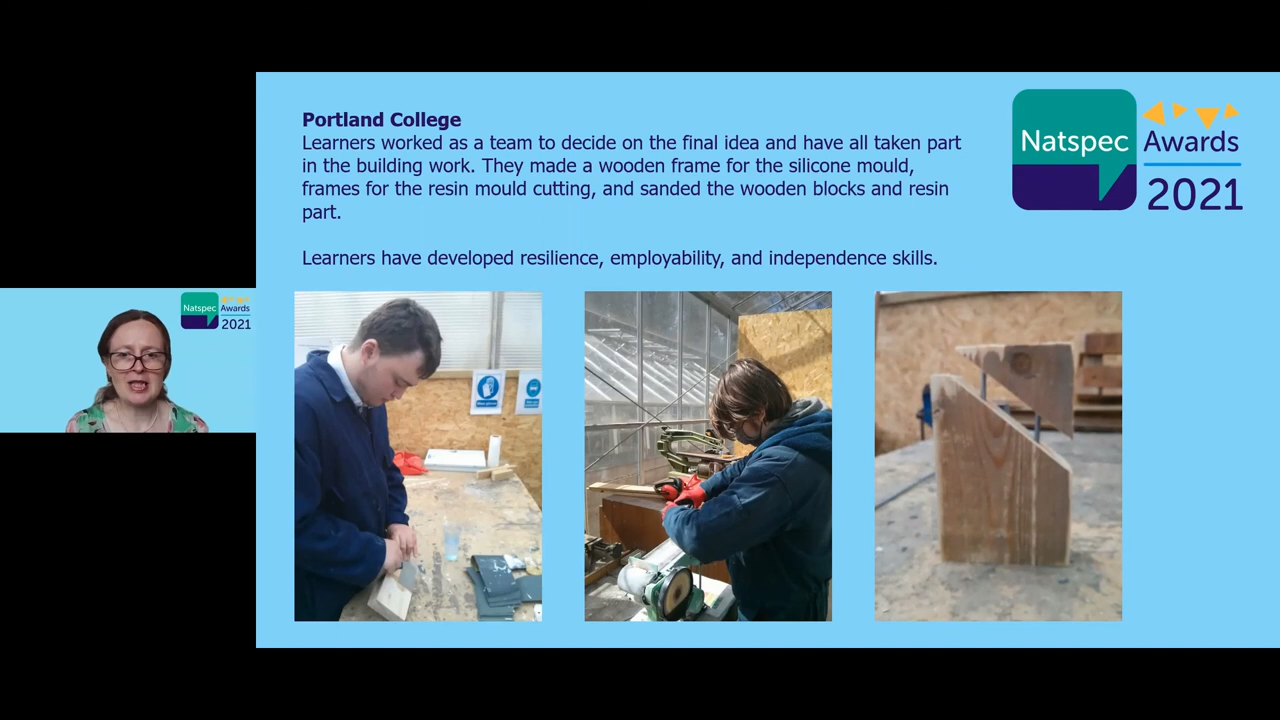 Portland College
Learners worked as a team to decide on the final idea and have all taken part
in the building work. They made a wooden frame for the silicone mould,
frames for the resin mould cutting, and sanded the wooden blocks and resin
part.
Learners have developed resilience, employability, and independence skills.
Natspec
Awards
2021
Natspec
Awards
2021